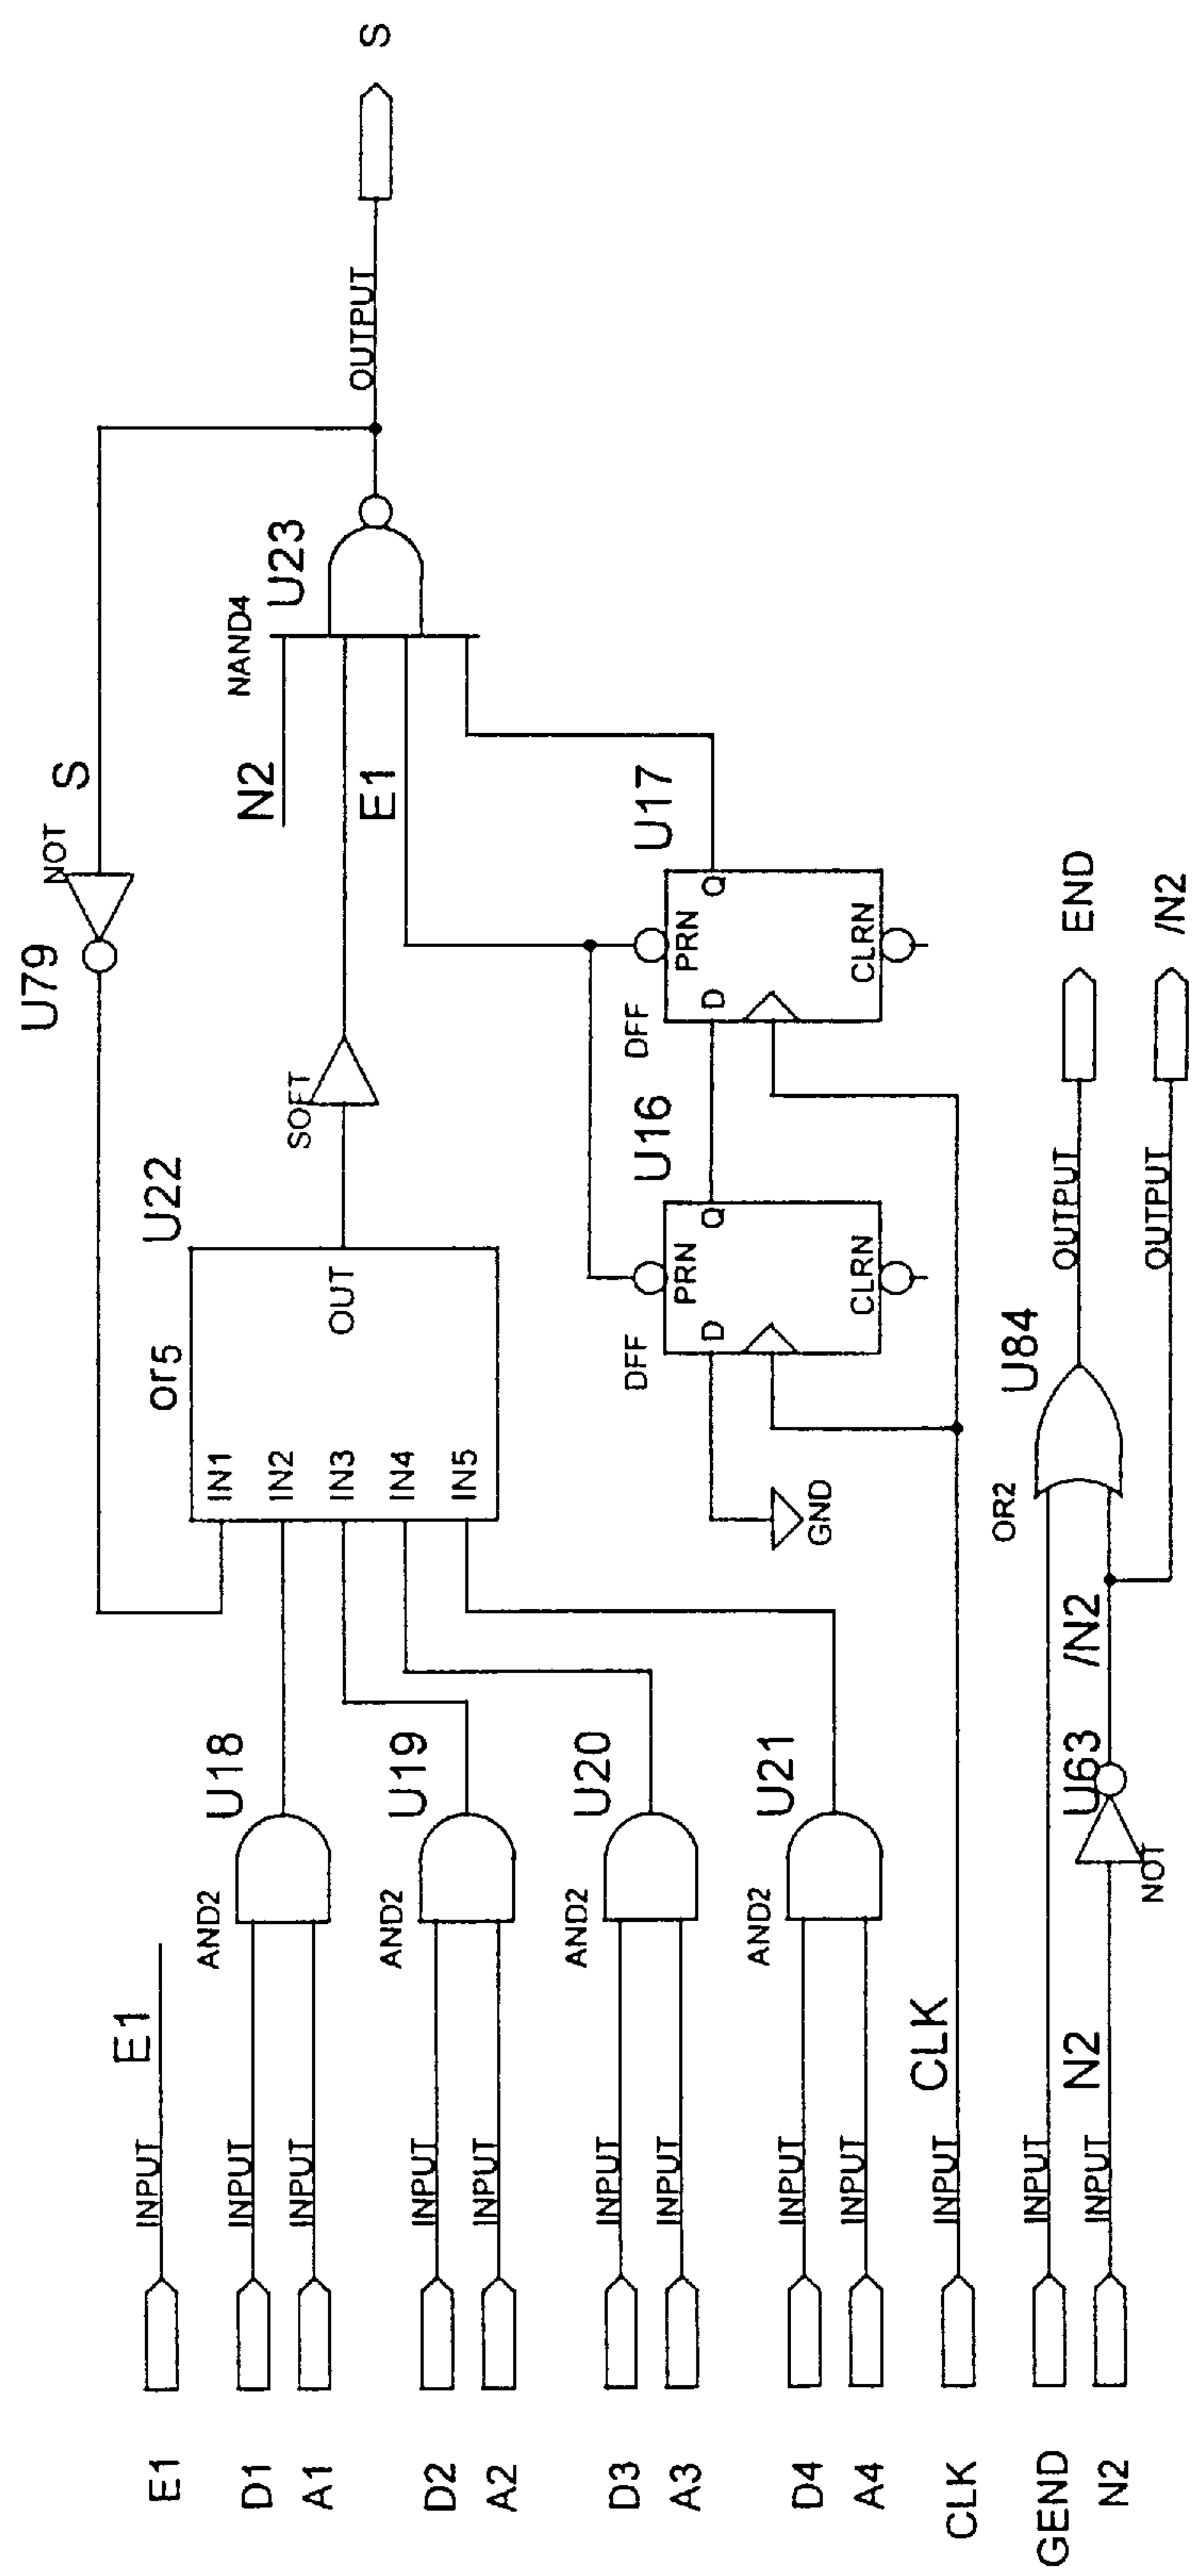 E1
INPUT
E1
D1
INPUT
A1
INPUT
AND2
U18
D2
INPUT
A2
INPUT
AND2
U19
D3
INPUT
A3
INPUT
AND2
U20
D4
INPUT
A4
INPUT
AND2
U21
CLK
INPUT
CLK
GEND
INPUT
N2
INPUT
N2
NOT
U63
/N2
OR2
U84
OUTPUT
END
OUTPUT
/N2
or5
U22
IN1
IN2
IN3
IN4
IN5
OUT
SOFT
U79
NOT
S
N2
E1
NAND4
U23
OUTPUT
S
GND
DFF
U16
PRN
D
Q
CLRN
DFF
U17
PRN
D
Q
CLRN